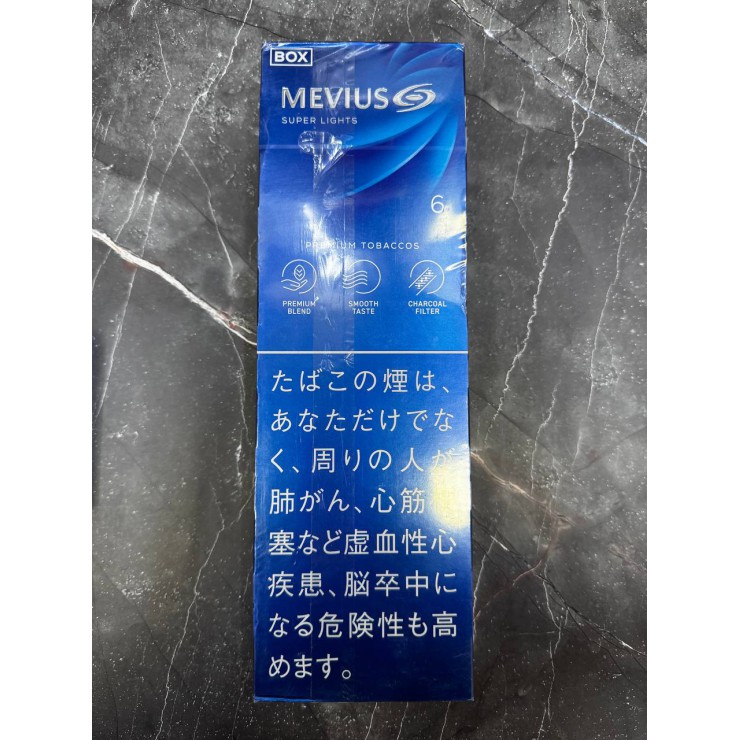 BOX
MEVIUS
SUPER LIGHTS
6
PREMIUM TOBACCOS
PREMIUM
BLEND
SMOOTH
TASTE
CHARCOAL
FILTER
たばこの煙は、
あなただけでな
く、周りの人が
肺がん、心筋
塞など虚血性心
疾患、脳卒中に
なる危険性も高
めます。